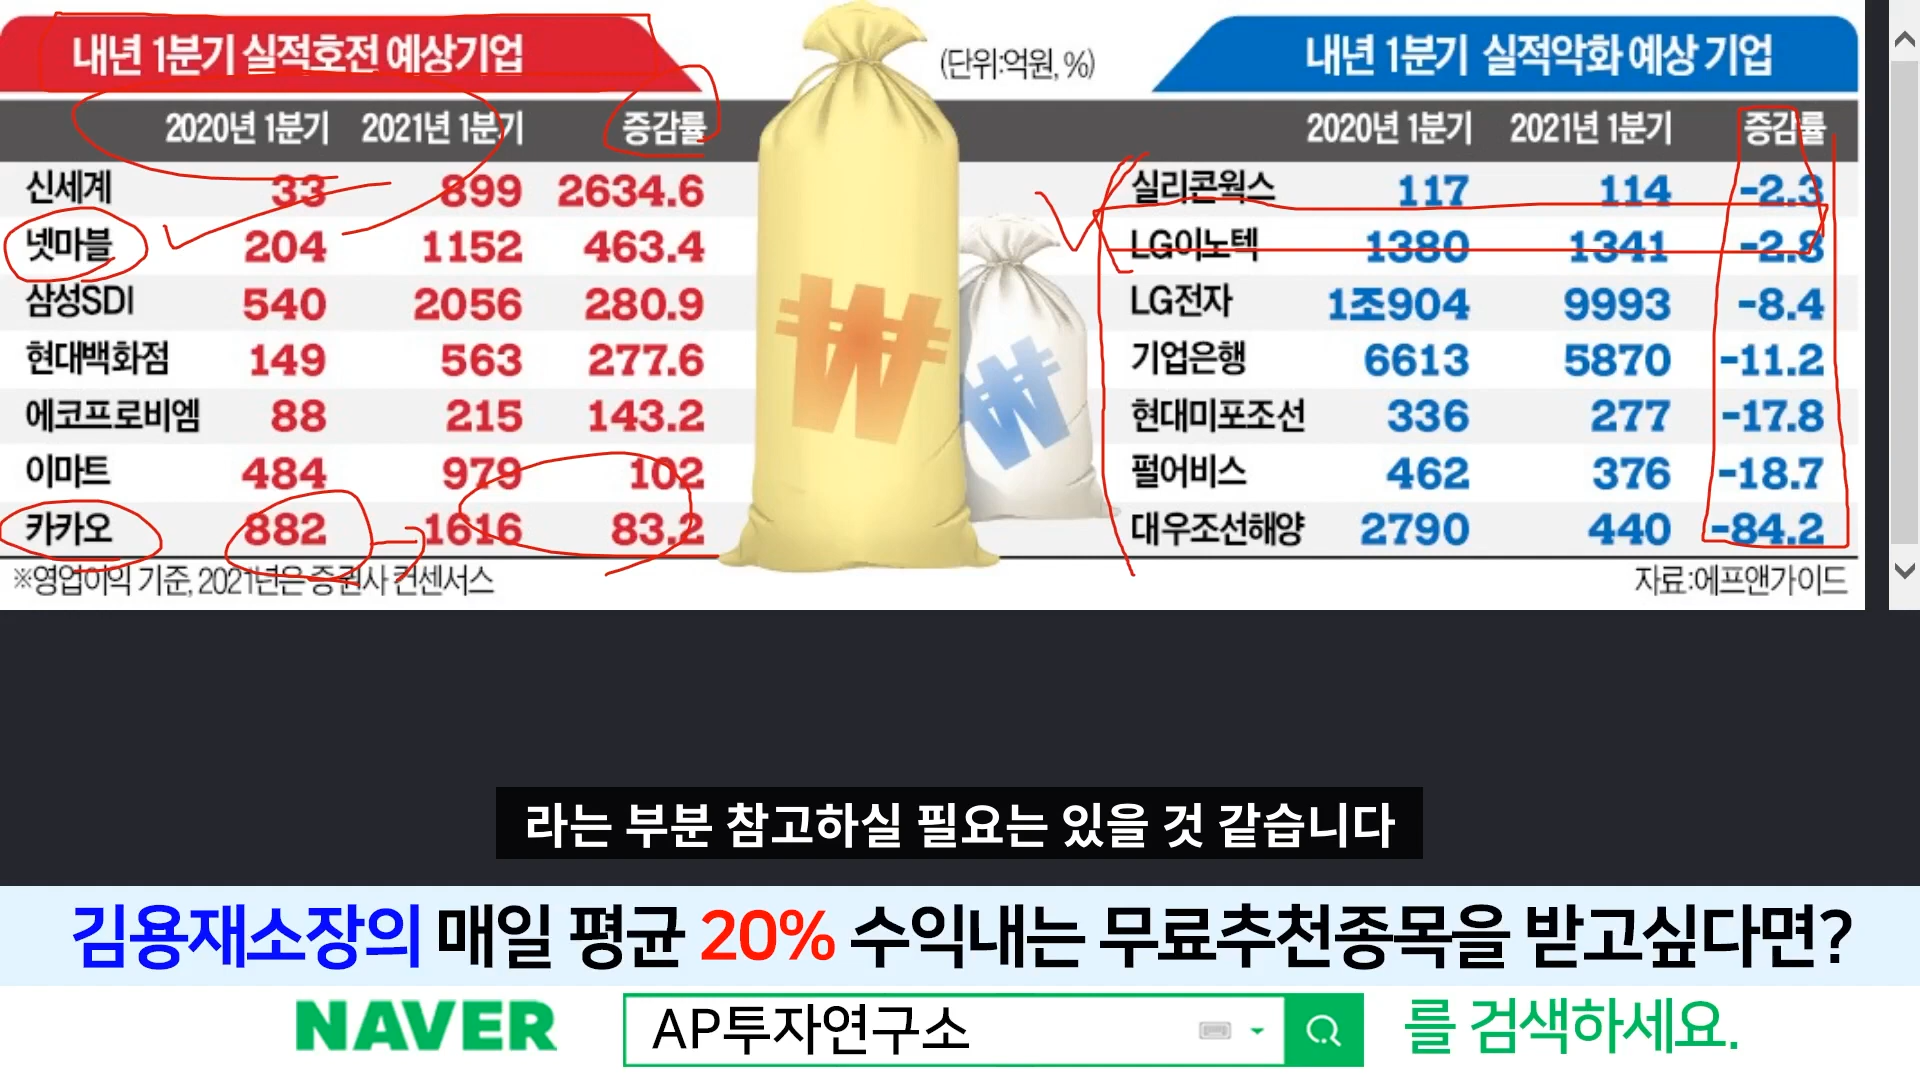 내년 1분기 실적호전 예상기업
2020년 1분기 2021년 1분기 증감률
신세계 33 899 2634.6
넷마블 204 1152 463.4
삼성SDI 540 2056 280.9
현대백화점 149 563 277.6
에코프로비엠 88 215 143.2
이마트 484 979 102
카카오 882 1616 83.2
※영업이익 기준, 2021년은 증권사 컨센서스
(단위:억원, %)
내년 1분기 실적악화 예상 기업
2020년 1분기 2021년 1분기 증감률
실리콘웍스 117 114 -2.3
LG이노텍 1380 1341 -2.8
LG전자 1조904 9993 -8.4
기업은행 6613 5870 -11.2
현대미포조선 336 277 -17.8
펄어비스 462 376 -18.7
대우조선해양 2790 440 -84.2
자료:에프앤가이드
라는 부분 참고하실 필요는 있을 것 같습니다
김용재소장의 매일 평균 20% 수익내는 무료추천종목을 받고싶다면?
NAVER AP투자연구소 를 검색하세요.